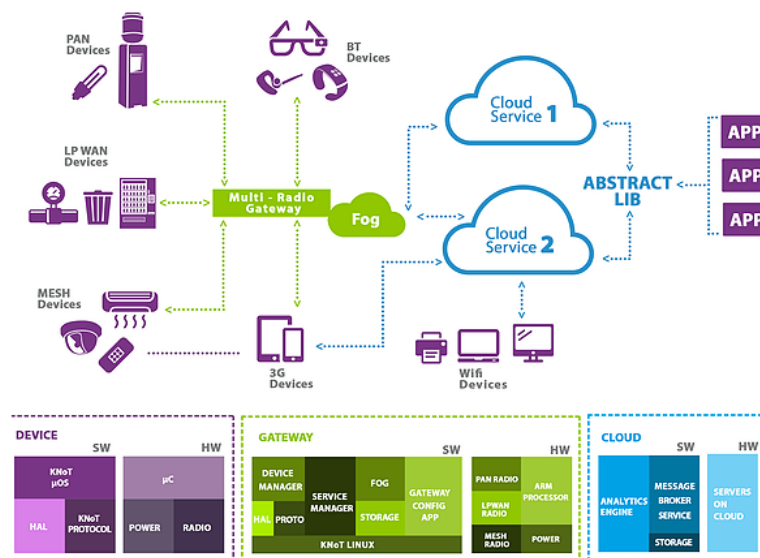 PAN
Devices
BT
Devices
LP WAN
Devices
Multi - Radio
Gateway
Fog
Cloud
Service 1
Cloud
Service 2
ABSTRACT
LIB
APP
APP
APP
MESH
Devices
3G
Devices
Wifi
Devices
DEVICE
SW
HW
KNoT
µOS
HAL
KNoT
PROTOCOL
µC
POWER
RADIO
GATEWAY
SW
HW
DEVICE
MANAGER
HAL
PROTO
SERVICE
MANAGER
FOG
STORAGE
GATEWAY
CONFIG
APP
KNoT LINUX
PAN RADIO
LPWAN
RADIO
MESH
RADIO
ARM
PROCESSOR
POWER
CLOUD
SW
HW
ANALYTICS
ENGINE
MESSAGE
BROKER
SERVICE
STORAGE
SERVERS
ON
CLOUD